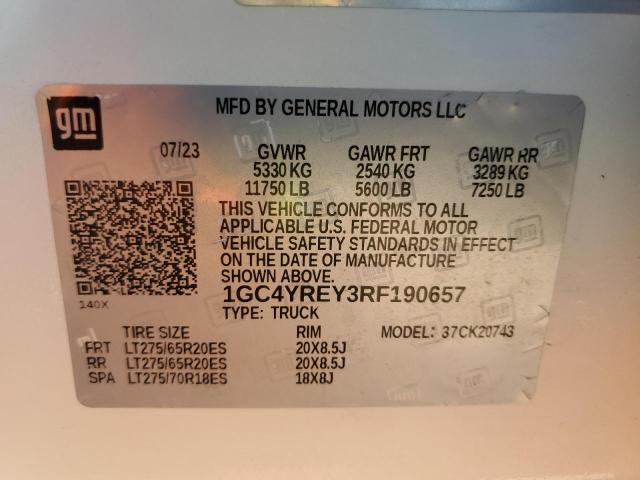 gm
MFD BY GENERAL MOTORS LLC
07/23 GVWR GAWR FRT GAWR RR
5330 KG 2540 KG 3289 KG
11750 LB 5600 LB 7250 LB
THIS VEHICLE CONFORMS TO ALL
APPLICABLE U.S. FEDERAL MOTOR
VEHICLE SAFETY STANDARDS IN EFFECT
ON THE DATE OF MANUFACTURE
SHOWN ABOVE.
140X
1GC4YREY3RF190657
TYPE: TRUCK
TIRE SIZE RIM MODEL: 37CK20743
FRT LT275/65R20ES 20X8.5J
RR LT275/65R20ES 20X8.5J
SPA LT275/70R18ES 18X8J